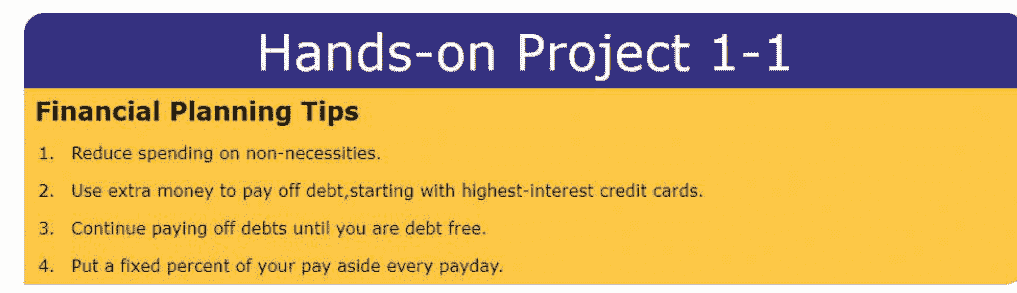 Hands-on Project 1-1
Financial Planning Tips
1. Reduce spending on non-necessities.
2. Use extra money to pay off debt,starting with highest-interest credit cards.
3. Continue paying off debts until you are debt free.
4. Put a fixed percent of your pay aside every payday.